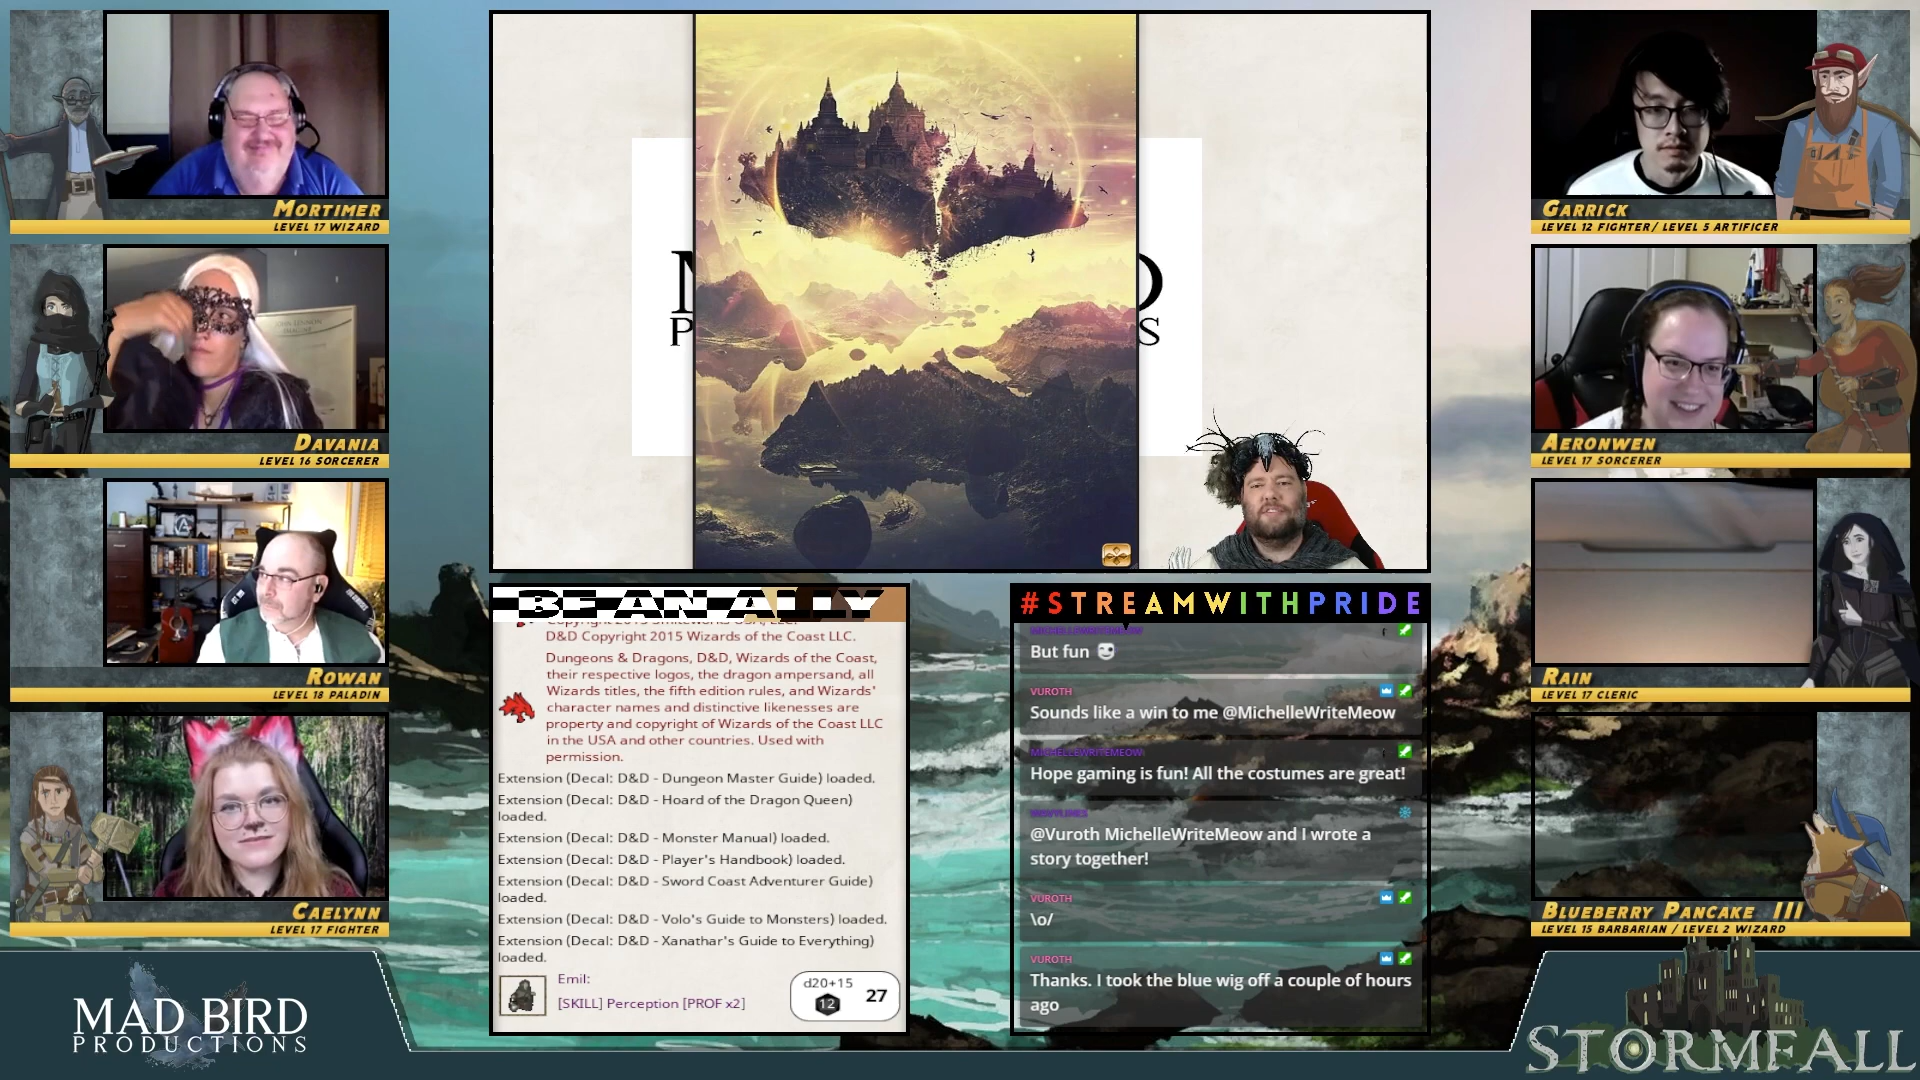 MORTIMER
LEVEL 17 WIZARD
DAVANIA
LEVEL 16 SORCERER
ROWAN
LEVEL 18 PALADIN
CAELYNN
LEVEL 17 FIGHTER
MAD BIRD
PRODUCTIONS
BE AN ALLY
D&D Copyright 2015 Wizards of the Coast LLC.
Dungeons & Dragons, D&D, Wizards of the Coast,
their respective logos, the dragon ampersand, all
Wizards titles, the fifth edition rules, and Wizards'
character names and distinctive likenesses are
property and copyright of Wizards of the Coast LLC
in the USA and other countries. Used with
permission.
Extension (Decal: D&D - Dungeon Master Guide) loaded.
Extension (Decal: D&D - Hoard of the Dragon Queen)
loaded.
Extension (Decal: D&D - Monster Manual) loaded.
Extension (Decal: D&D - Player's Handbook) loaded.
Extension (Decal: D&D - Sword Coast Adventurer Guide)
loaded.
Extension (Decal: D&D - Volo's Guide to Monsters) loaded.
Extension (Decal: D&D - Xanathar's Guide to Everything)
loaded.
Emil:
[SKILL] Perception [PROF x2]
d20+15
12
27
#STREAMWITHPRIDE
But fun
VUROTH
Sounds like a win to me @MichelleWriteMeow
MICHELLEWRITEMEOW
Hope gaming is fun! All the costumes are great!
@Vuroth MichelleWriteMeow and I wrote a
story together!
VUROTH
\o/
VUROTH
Thanks. I took the blue wig off a couple of hours
ago
GARRICK
LEVEL 12 FIGHTER/ LEVEL 5 ARTIFICER
AERONWEN
LEVEL 17 SORCERER
RAIN
LEVEL 17 CLERIC
BLUEBERRY PANCAKE III
LEVEL 15 BARBARIAN / LEVEL 2 WIZARD
STORMFALL